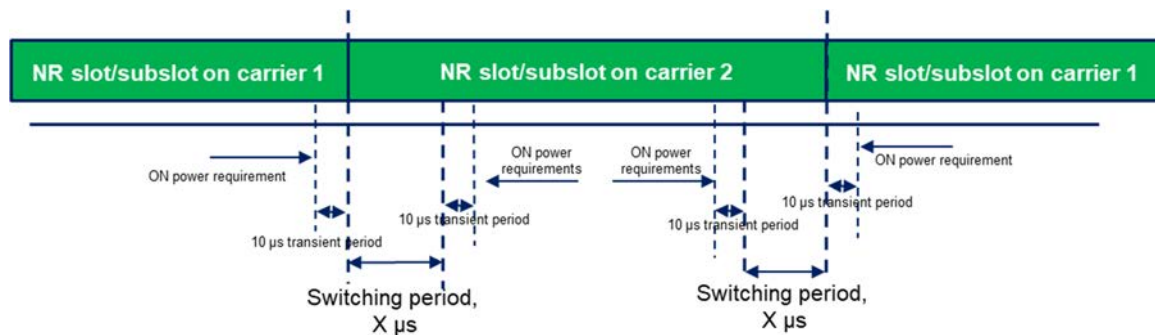 NR slot/subslot on carrier 1
NR slot/subslot on carrier 2
NR slot/subslot on carrier 1
ON power requirement
ON power
requirements
ON power
requirements
ON power requirement
10 µs transient period
10 µs transient period
10 µs transient period
10 µs transient period
Switching period,
X µs
Switching period,
X µs